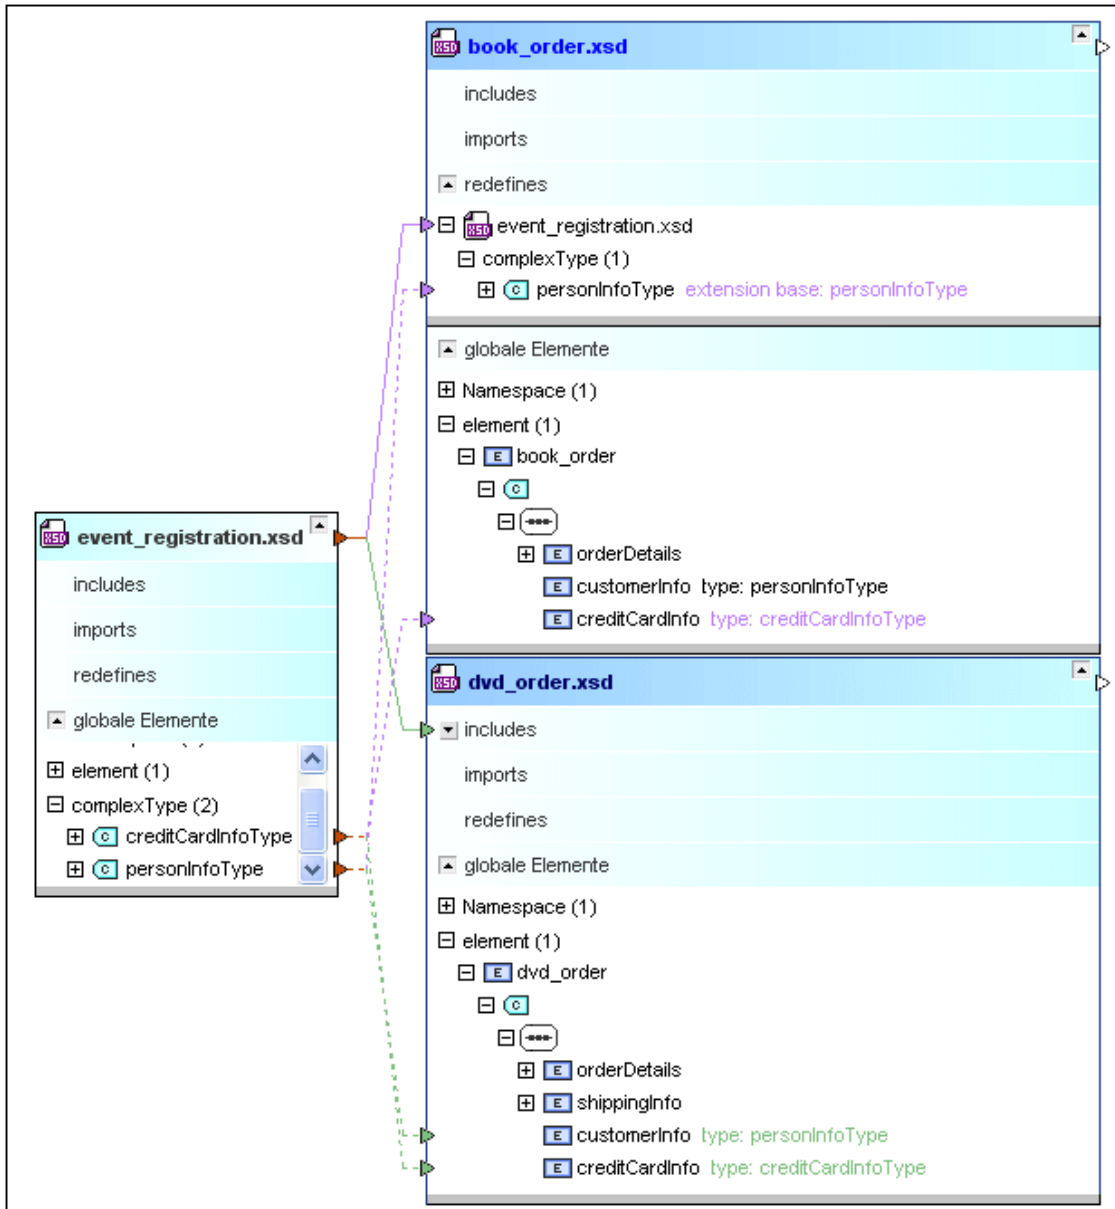 book_order.xsd
includes
imports
redefines
event_registration.xsd
complexType (1)
personInfoType extension base: personInfoType
globale Elemente
Namespace (1)
element (1)
book_order
orderDetails
customerInfo type: personInfoType
creditCardInfo type: creditCardInfoType
event_registration.xsd
includes
imports
redefines
globale Elemente
element (1)
complexType (2)
creditCardInfoType
personInfoType
dvd_order.xsd
includes
imports
redefines
globale Elemente
Namespace (1)
element (1)
dvd_order
orderDetails
shippingInfo
customerInfo type: personInfoType
creditCardInfo type: creditCardInfoType